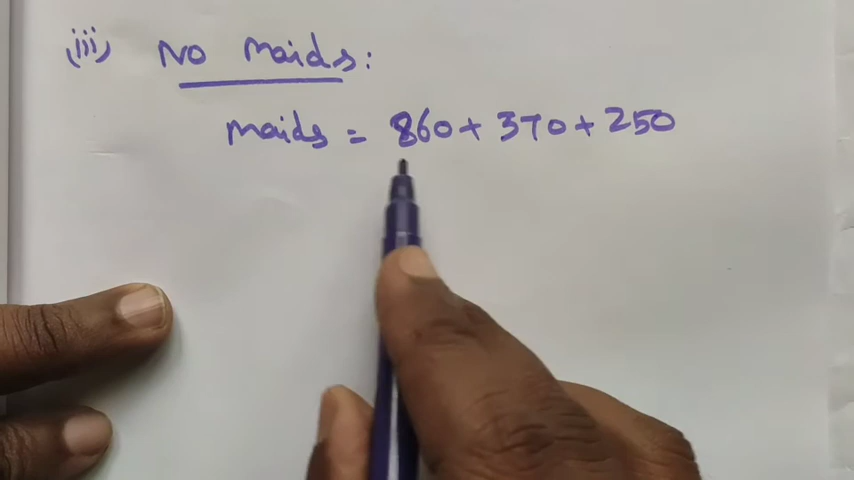 (iii) No maids:
maids = 860 + 370 + 250